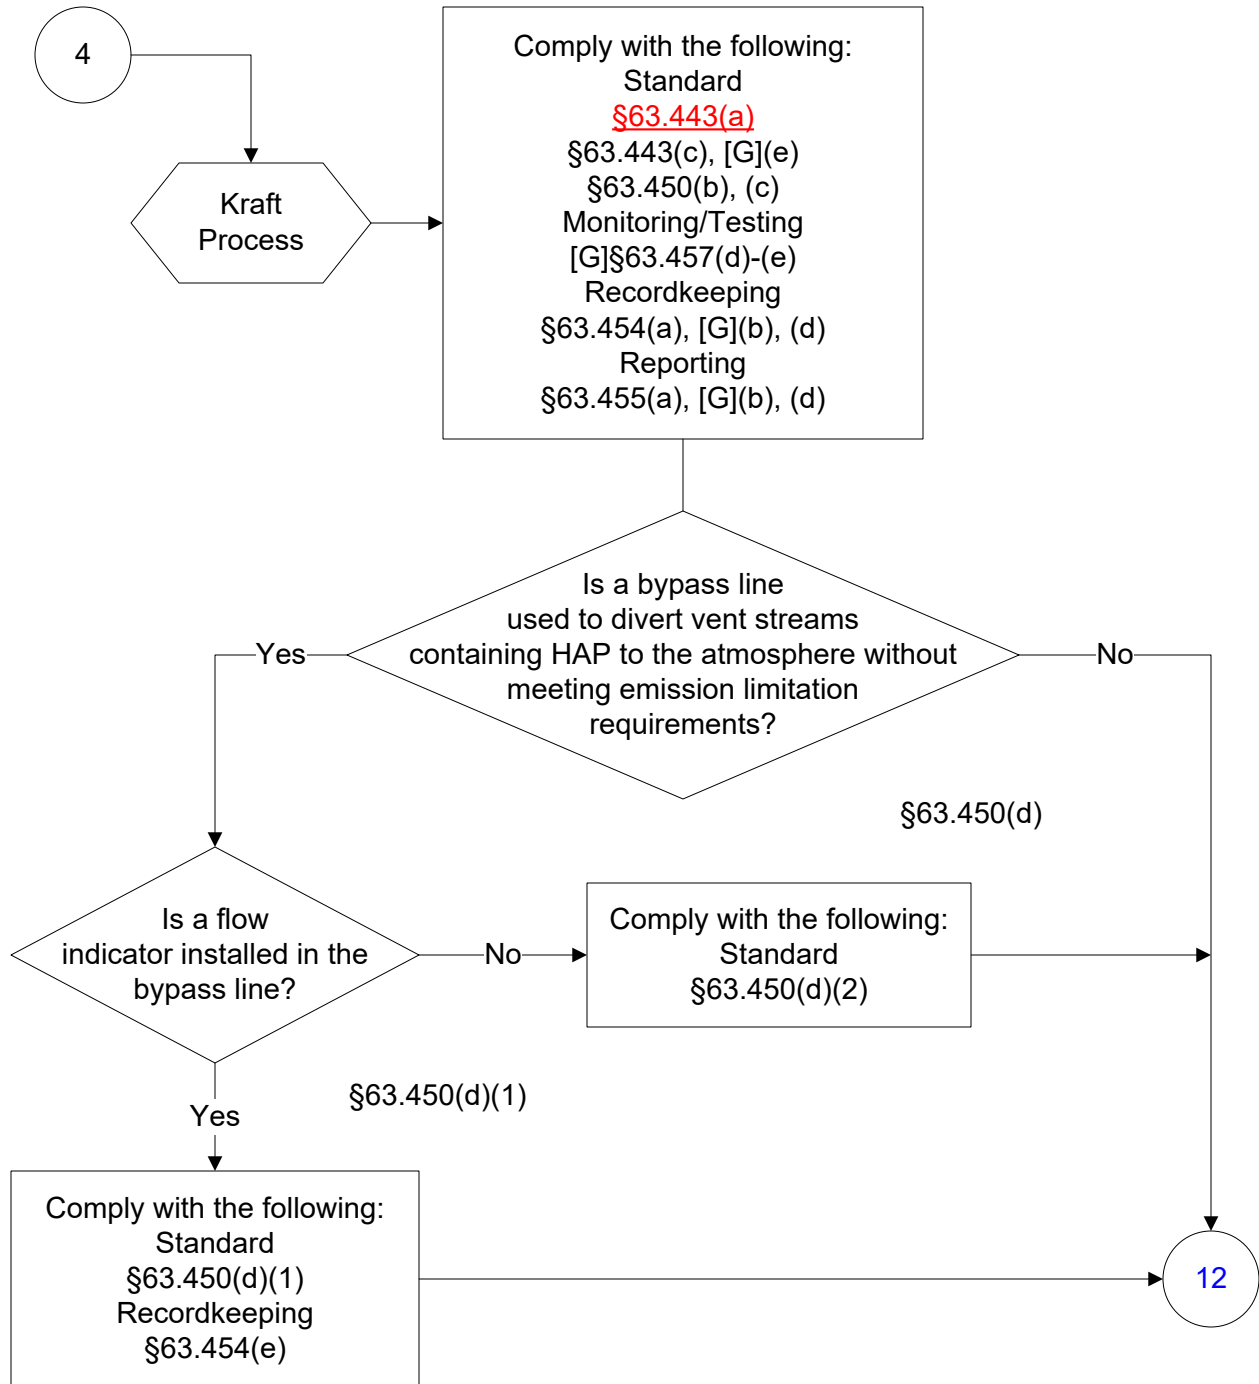 4
Kraft
Process
Comply with the following:
Standard
§63.443(a)
§63.443(c), [G](e)
§63.450(b), (c)
Monitoring/Testing
[G]§63.457(d)-(e)
Recordkeeping
§63.454(a), [G](b), (d)
Reporting
§63.455(a), [G](b), (d)
Is a bypass line
used to divert vent streams
containing HAP to the atmosphere without
meeting emission limitation
requirements?
Yes
No
§63.450(d)
Is a flow
indicator installed in the
bypass line?
No
Comply with the following:
Standard
§63.450(d)(2)
Yes
§63.450(d)(1)
Comply with the following:
Standard
§63.450(d)(1)
Recordkeeping
§63.454(e)
12